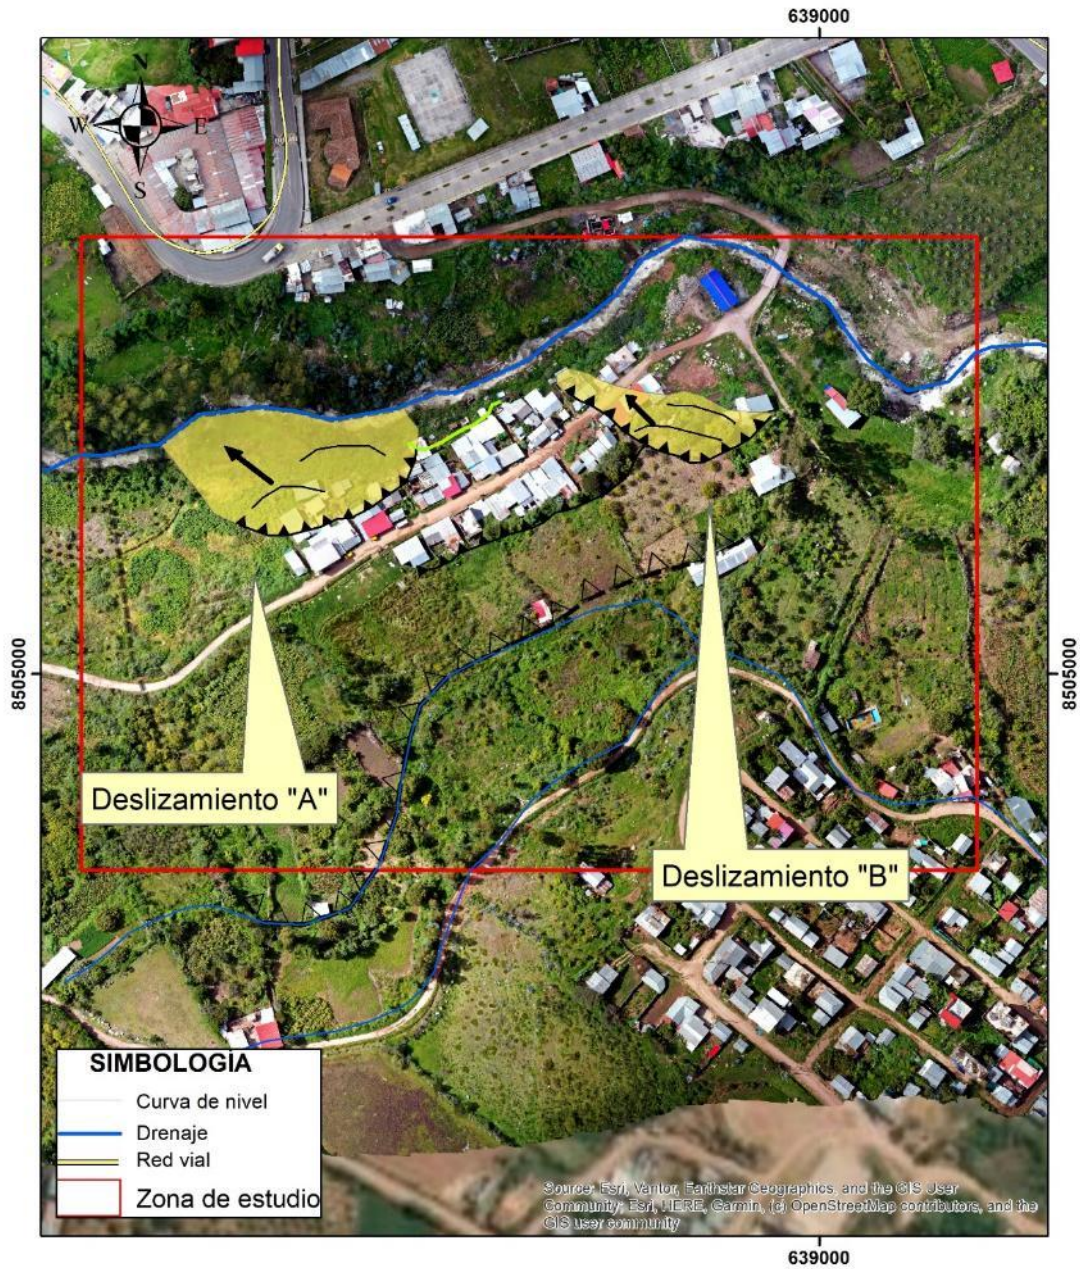 639000
N
W E
S
8505000
8505000
Deslizamiento "A"
Deslizamiento "B"
SIMBOLOGIA
Curva de nivel
Drenaje
Red vial
Zona de estudio
Source: Esri, Vantor, Earthstar Geographics, and the GIS User
Community; Esri, HERE, Garmin, (c) OpenStreetMap contributors, and the
GIS user community
639000